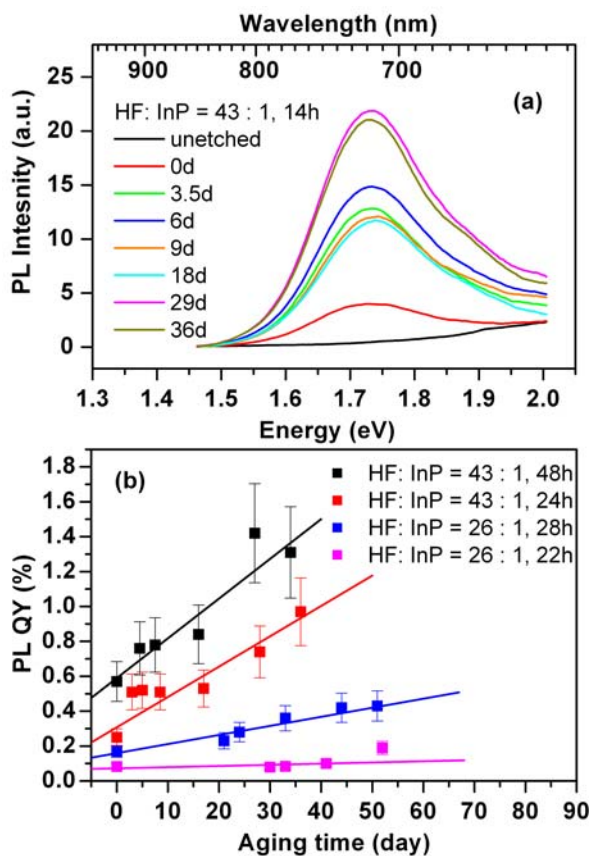 Wavelength (nm)
900 800 700
25
20
15
10
5
0
PL Intesnity (a.u.)
(a)
HF: InP = 43 : 1, 14h
unetched
0d
3.5d
6d
9d
18d
29d
36d
1.3 1.4 1.5 1.6 1.7 1.8 1.9 2.0
Energy (eV)
1.8
1.6
1.4
1.2
1.0
0.8
0.6
0.4
0.2
0.0
PL QY (%)
(b)
HF: InP = 43 : 1, 48h
HF: InP = 43 : 1, 24h
HF: InP = 26 : 1, 28h
HF: InP = 26 : 1, 22h
0 10 20 30 40 50 60 70 80 90
Aging time (day)